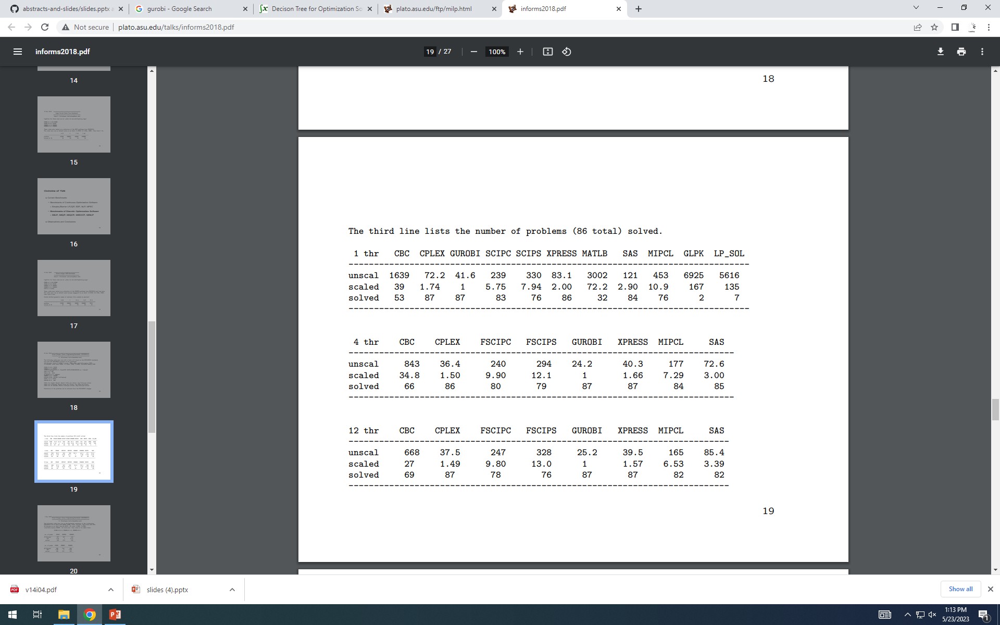 abstracts-and-slides/slides.pptx a
gurobi - Google Search
Decison Tree for Optimization So
plato.asu.edu/ftp/milp.html
informs2018.pdf
Not secure
plato.asu.edu/talks/informs2018.pdf
informs2018.pdf
19 / 27
100%
14
15
Overview of Talk
16
17
18
19
20
18
The third line lists the number of problems (86 total) solved.
1 thr CBC CPLEX GUROBI SCIPC SCIPS XPRESS MATLB SAS MIPCL GLPK LP_SOL
unscal 1639 72.2 41.6 239 330 83.1 3002 121 453 6925 5616
scaled 39 1.74 1 5.75 7.94 2.00 72.2 2.90 10.9 167 135
solved 53 87 87 83 76 86 32 84 76 2 7
4 thr CBC CPLEX FSCIPC FSCIPS GUROBI XPRESS MIPCL SAS
unscal 843 36.4 240 294 24.2 40.3 177 72.6
scaled 34.8 1.50 9.90 12.1 1 1.66 7.29 3.00
solved 66 86 80 79 87 87 84 85
12 thr CBC CPLEX FSCIPC FSCIPS GUROBI XPRESS MIPCL SAS
unscal 668 37.5 247 328 25.2 39.5 165 85.4
scaled 27 1.49 9.80 13.0 1 1.57 6.53 3.39
solved 69 87 78 76 87 87 82 82
19
v14i04.pdf
slides (4).pptx
Show all
1:13 PM
5/23/2023
1